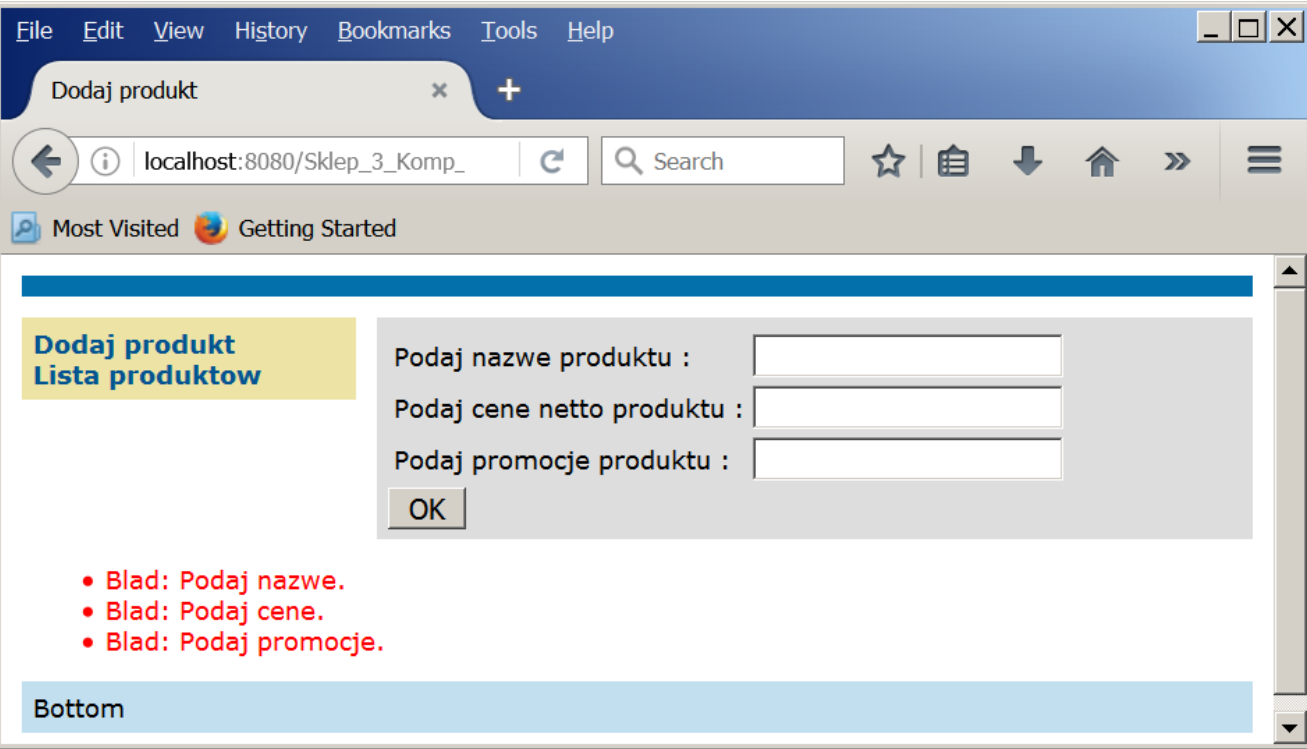 File Edit View History Bookmarks Tools Help
Dodaj produkt
localhost:8080/Sklep_3_Komp_
Search
Most Visited Getting Started
Dodaj produkt
Lista produktow
Podaj nazwe produktu :
Podaj cene netto produktu :
Podaj promocje produktu :
OK
• Blad: Podaj nazwe.
• Blad: Podaj cene.
• Blad: Podaj promocje.
Bottom